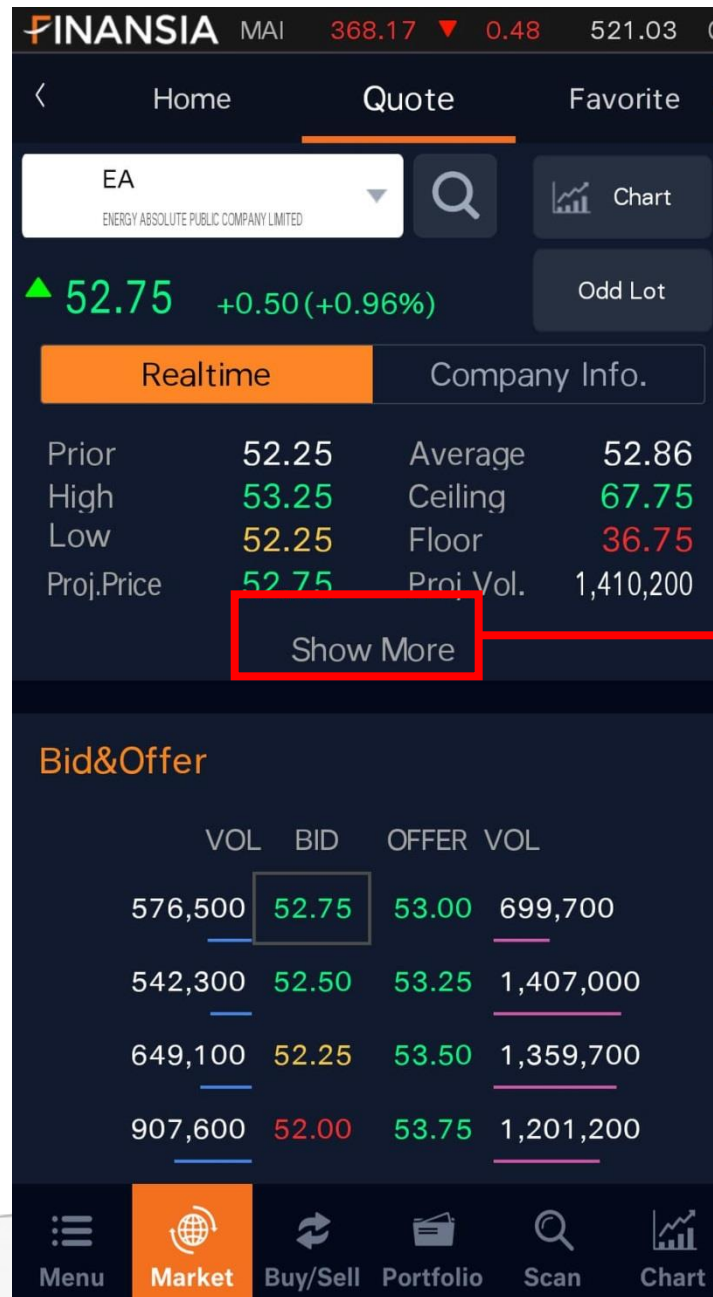 FINANSIA MAI 368.17 ▼ 0.48 521.03
Home Quote Favorite
EA
ENERGY ABSOLUTE PUBLIC COMPANY LIMITED
Chart
▲ 52.75 +0.50(+0.96%) Odd Lot
Realtime Company Info.
Prior 52.25 Average 52.86
High 53.25 Ceiling 67.75
Low 52.25 Floor 36.75
Proj.Price 52.75 Proj.Vol. 1,410,200
Show More
Bid&Offer
VOL BID OFFER VOL
576,500 52.75 53.00 699,700
542,300 52.50 53.25 1,407,000
649,100 52.25 53.50 1,359,700
907,600 52.00 53.75 1,201,200
Menu Market Buy/Sell Portfolio Scan Chart